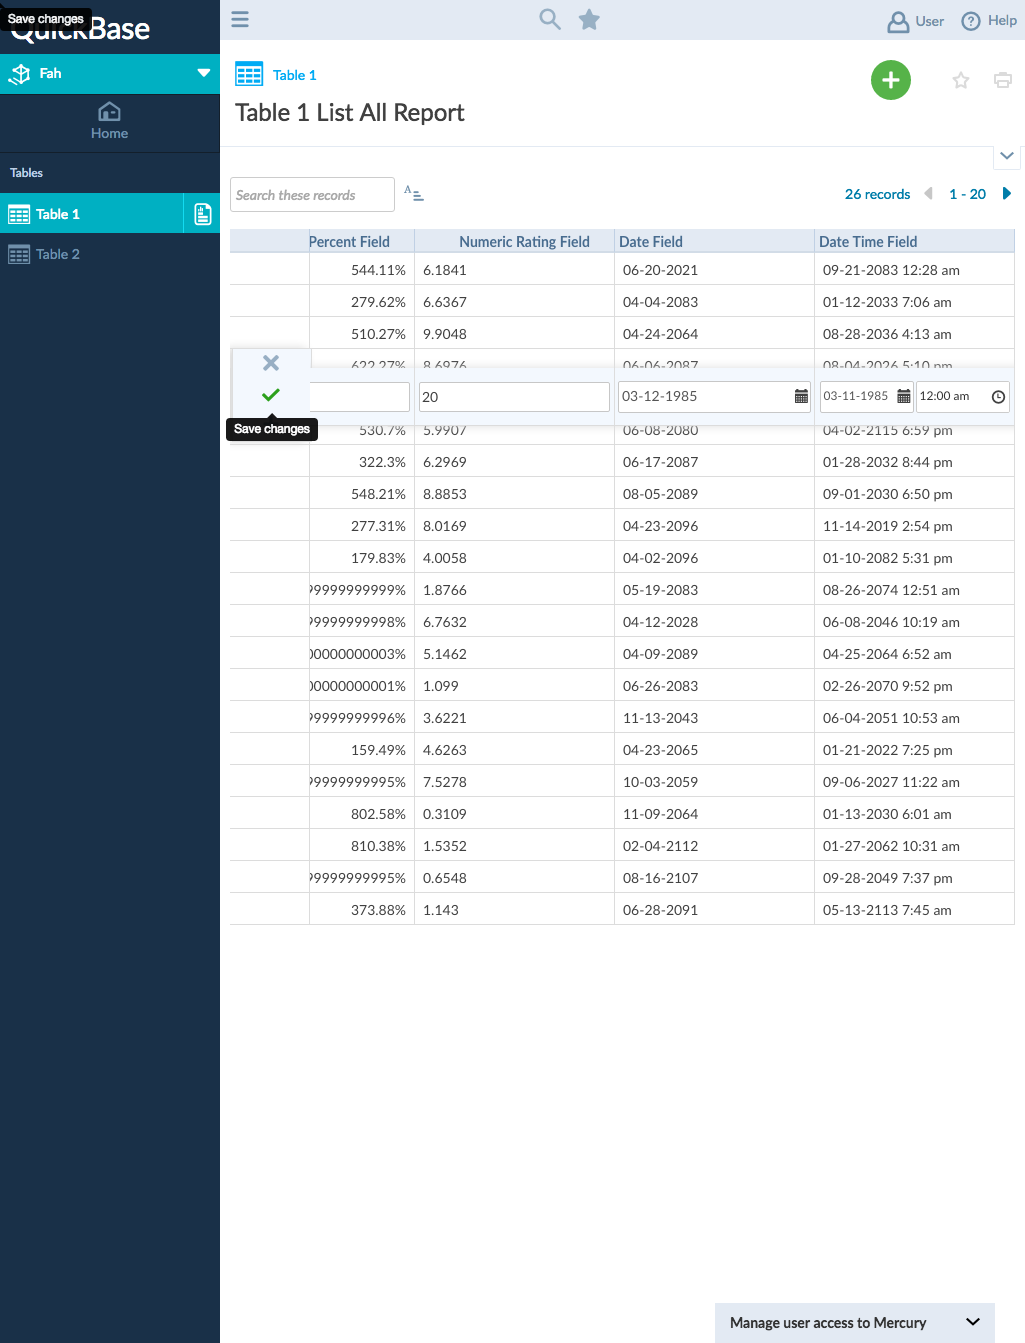 Save changes
QuickBase
User
Help
Fah
Home
Tables
Table 1
Table 2
Table 1
Table 1 List All Report
Search these records
26 records 1 - 20
Percent Field Numeric Rating Field Date Field Date Time Field
544.11% 6.1841 06-20-2021 09-21-2083 12:28 am
279.62% 6.6367 04-04-2083 01-12-2033 7:06 am
510.27% 9.9048 04-24-2064 08-28-2036 4:13 am
622.27% 8.6976 06-06-2087 08-04-2026 5:10 pm
20 03-12-1985 03-11-1985 12:00 am
Save changes
530.7% 5.9907 06-08-2080 04-02-2115 6:59 pm
322.3% 6.2969 06-17-2087 01-28-2032 8:44 pm
548.21% 8.8853 08-05-2089 09-01-2030 6:50 pm
277.31% 8.0169 04-23-2096 11-14-2019 2:54 pm
179.83% 4.0058 04-02-2096 01-10-2082 5:31 pm
99999999999% 1.8766 05-19-2083 08-26-2074 12:51 am
99999999998% 6.7632 04-12-2028 06-08-2046 10:19 am
00000000003% 5.1462 04-09-2089 04-25-2064 6:52 am
00000000001% 1.099 06-26-2083 02-26-2070 9:52 pm
99999999996% 3.6221 11-13-2043 06-04-2051 10:53 am
159.49% 4.6263 04-23-2065 01-21-2022 7:25 pm
99999999995% 7.5278 10-03-2059 09-06-2027 11:22 am
802.58% 0.3109 11-09-2064 01-13-2030 6:01 am
810.38% 1.5352 02-04-2112 01-27-2062 10:31 am
99999999995% 0.6548 08-16-2107 09-28-2049 7:37 pm
373.88% 1.143 06-28-2091 05-13-2113 7:45 am
Manage user access to Mercury